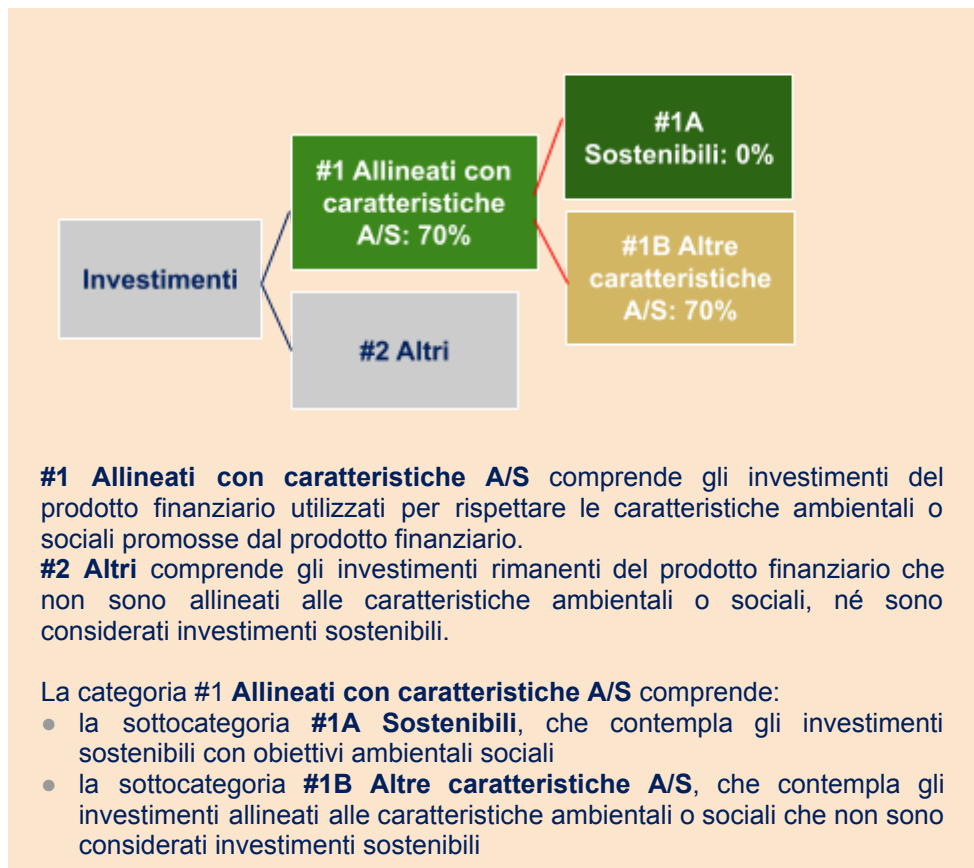 #1A
Sostenibili: 0%
#1 Allineati con
caratteristiche
A/S: 70%
#1B Altre
caratteristiche
A/S: 70%
Investimenti
#2 Altri
#1 Allineati con caratteristiche A/S comprende gli investimenti del
prodotto finanziario utilizzati per rispettare le caratteristiche ambientali o
sociali promosse dal prodotto finanziario.
#2 Altri comprende gli investimenti rimanenti del prodotto finanziario che
non sono allineati alle caratteristiche ambientali o sociali, né sono
considerati investimenti sostenibili.
La categoria #1 Allineati con caratteristiche A/S comprende:
● la sottocategoria #1A Sostenibili, che contempla gli investimenti
sostenibili con obiettivi ambientali sociali
● la sottocategoria #1B Altre caratteristiche A/S, che contempla gli
investimenti allineati alle caratteristiche ambientali o sociali che non sono
considerati investimenti sostenibili